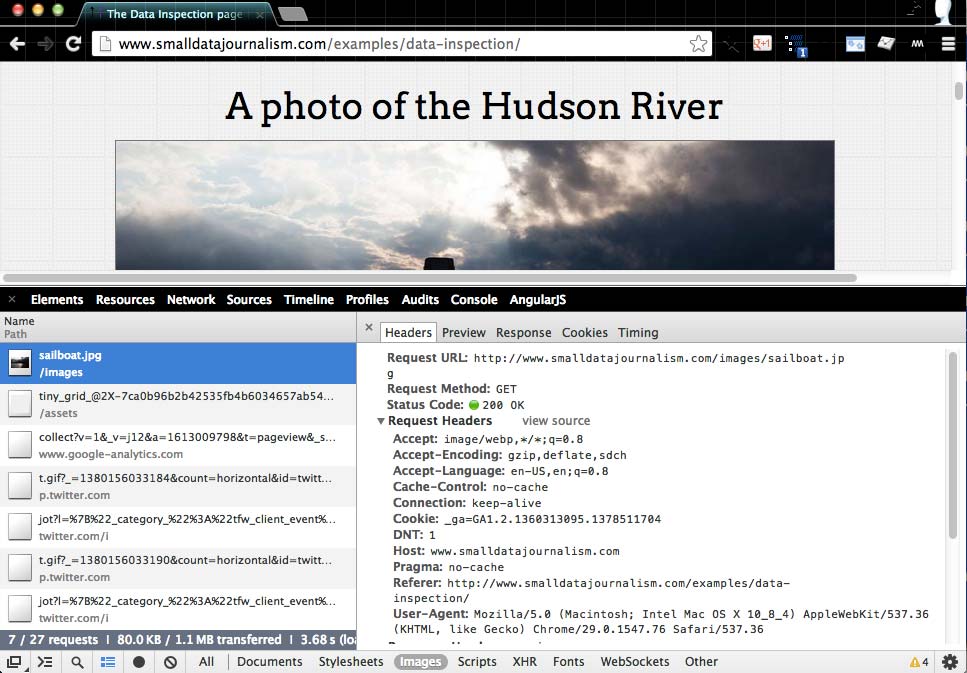 The Data Inspection page
www.smalldatajournalism.com/examples/data-inspection/
g+1
1
A photo of the Hudson River
Elements Resources Network Sources Timeline Profiles Audits Console AngularJS
Name
Path
Headers Preview Response Cookies Timing
sailboat.jpg
/images
tiny_grid_@2X-7ca0b96b2b42535fb4b6034657ab54...
/assets
collect?v=1&_v=j12&a=1613009798&t=pageview&_s...
www.google-analytics.com
t.gif?_=1380156033184&count=horizontal&id=twitt...
p.twitter.com
jot?l=%7B%22_category_%22%3A%22tfw_client_event%...
twitter.com/i
t.gif?_=1380156033190&count=horizontal&id=twitt...
p.twitter.com
jot?l=%7B%22_category_%22%3A%22tfw_client_event%...
twitter.com/i
7 / 27 requests | 80.0 KB / 1.1 MB transferred | 3.68 s (loa
Request URL: http://www.smalldatajournalism.com/images/sailboat.jp
g
Request Method: GET
Status Code: 200 OK
Request Headers view source
Accept: image/webp,*/*;q=0.8
Accept-Encoding: gzip,deflate,sdch
Accept-Language: en-US,en;q=0.8
Cache-Control: no-cache
Connection: keep-alive
Cookie: _ga=GA1.2.1360313095.1378511704
DNT: 1
Host: www.smalldatajournalism.com
Pragma: no-cache
Referer: http://www.smalldatajournalism.com/examples/data-
inspection/
User-Agent: Mozilla/5.0 (Macintosh; Intel Mac OS X 10_8_4) AppleWebKit/537.36
(KHTML, like Gecko) Chrome/29.0.1547.76 Safari/537.36
All Documents Stylesheets Images Scripts XHR Fonts WebSockets Other 4